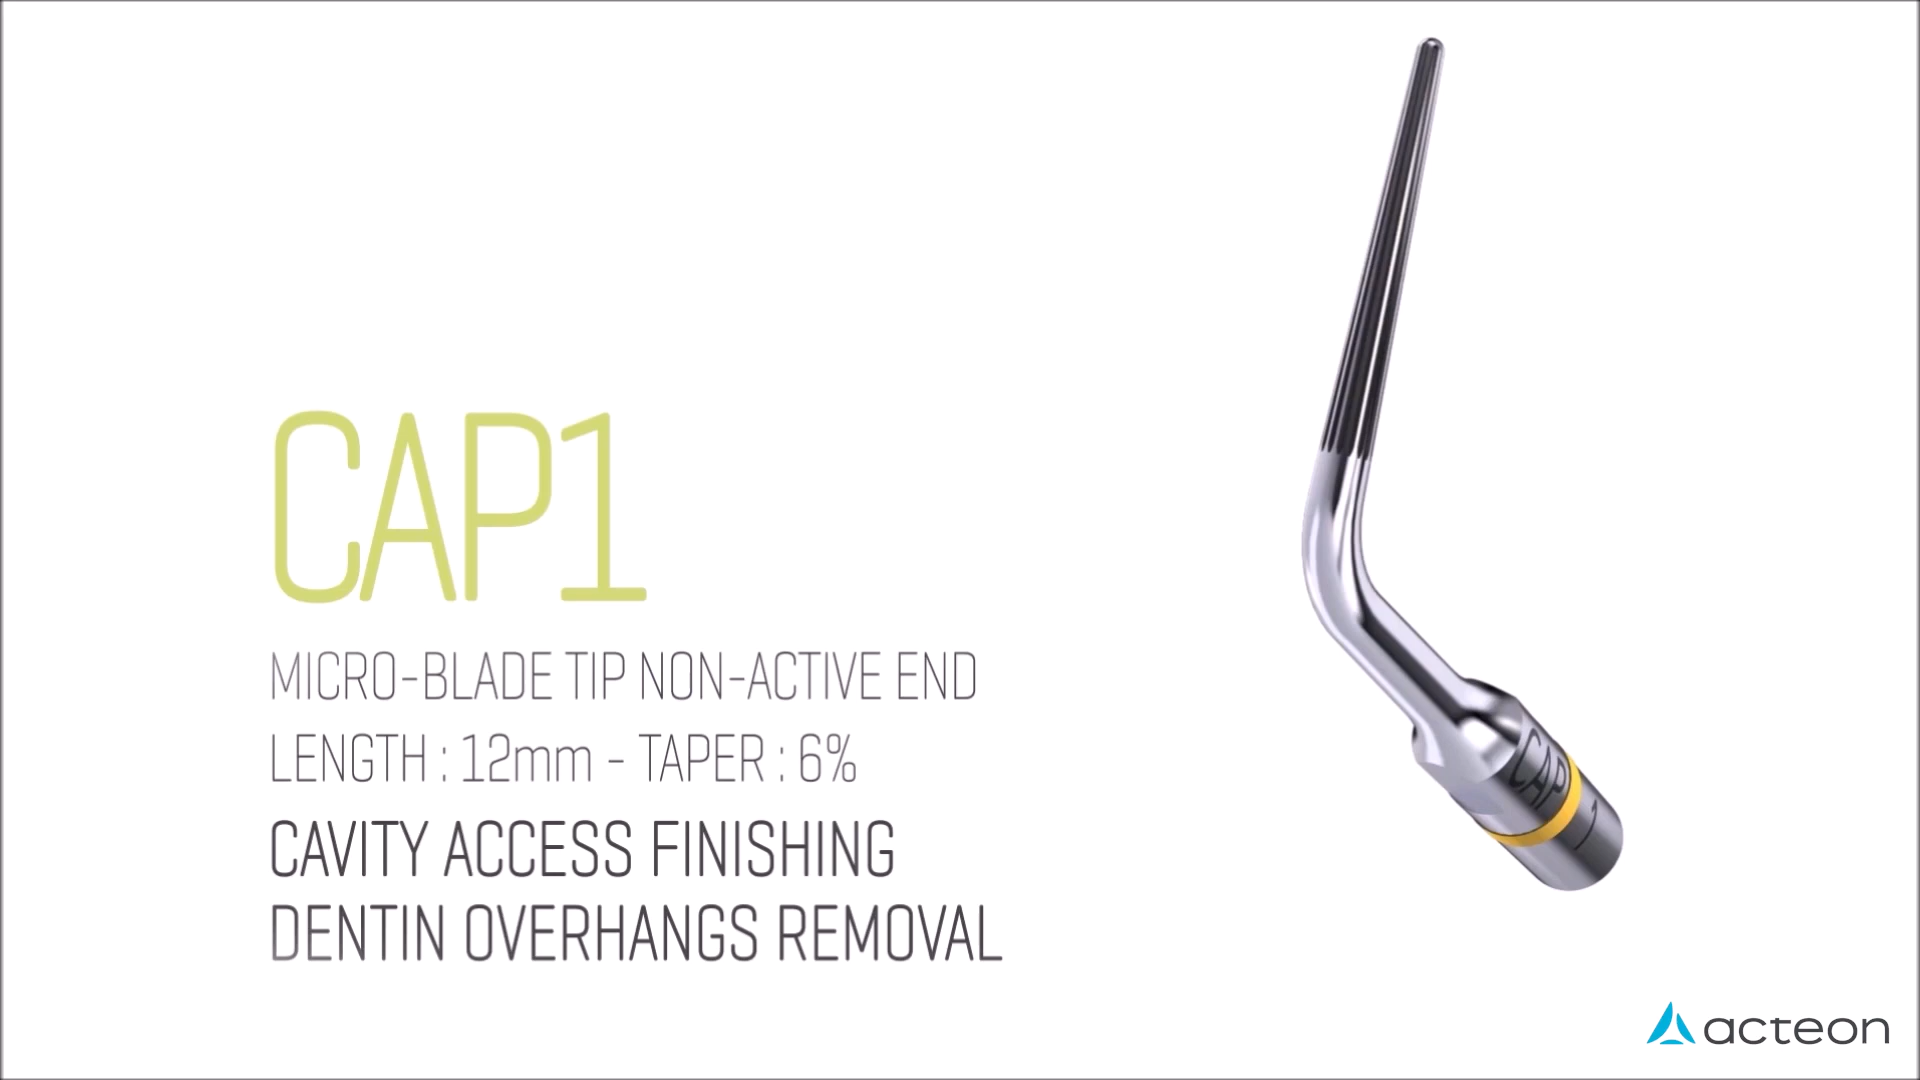 CAP1
MICRO-BLADE TIP NON-ACTIVE END
LENGTH : 12mm - TAPER : 6%
CAVITY ACCESS FINISHING
DENTIN OVERHANGS REMOVAL
CAP 1
acteon